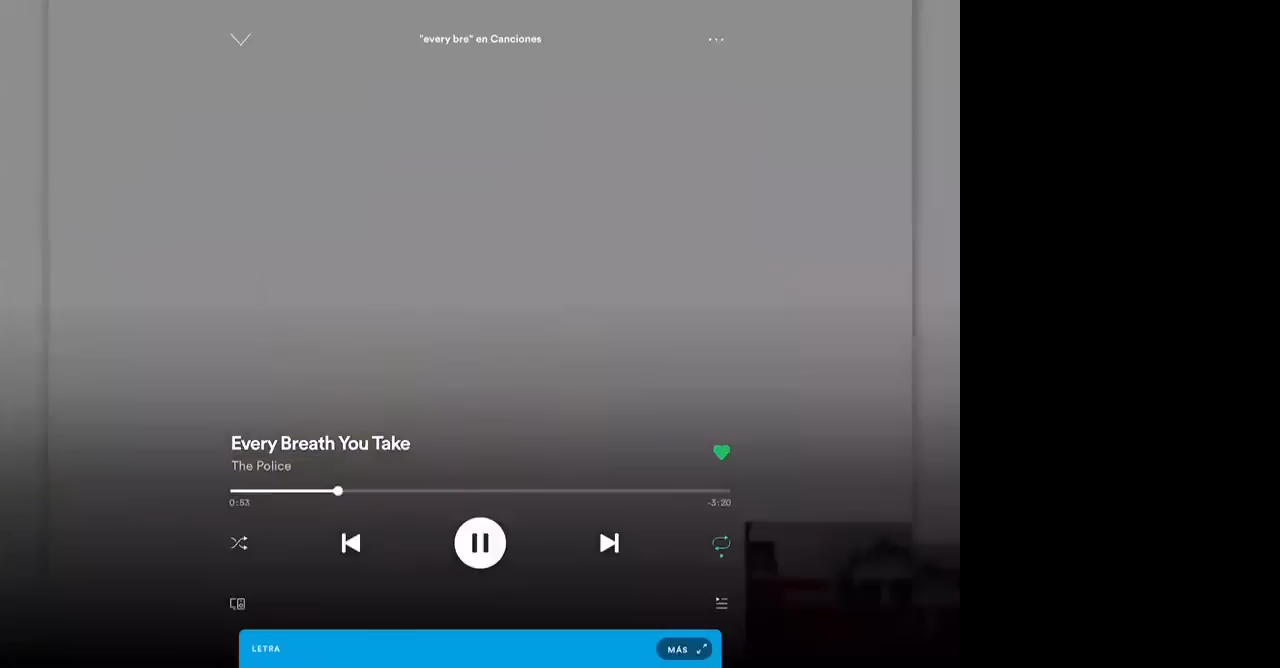 "every bre" en Canciones
Every Breath You Take
The Police
0:53
-3:20
LETRA
MÁS